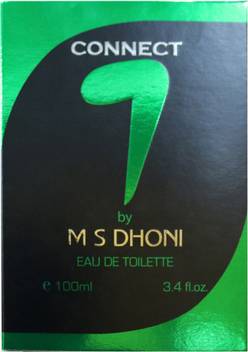 CONNECT
7
by
M S DHONI
EAU DE TOILETTE
℮ 100ml 3.4 fl.oz.